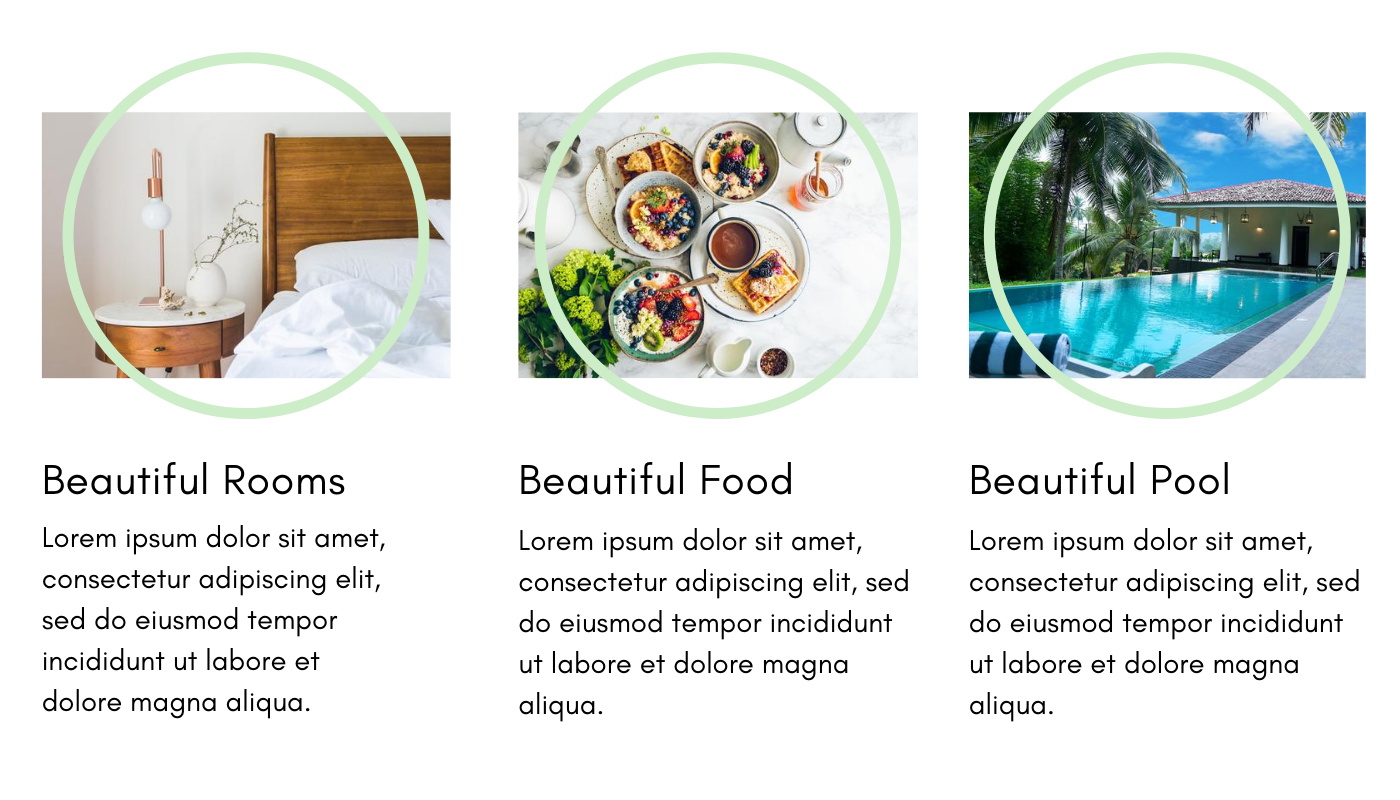 Beautiful Rooms
Lorem ipsum dolor sit amet,
consectetur adipiscing elit,
sed do eiusmod tempor
incididunt ut labore et
dolore magna aliqua.
Beautiful Food
Lorem ipsum dolor sit amet,
consectetur adipiscing elit, sed
do eiusmod tempor incididunt
ut labore et dolore magna
aliqua.
Beautiful Pool
Lorem ipsum dolor sit amet,
consectetur adipiscing elit, sed
do eiusmod tempor incididunt
ut labore et dolore magna
aliqua.